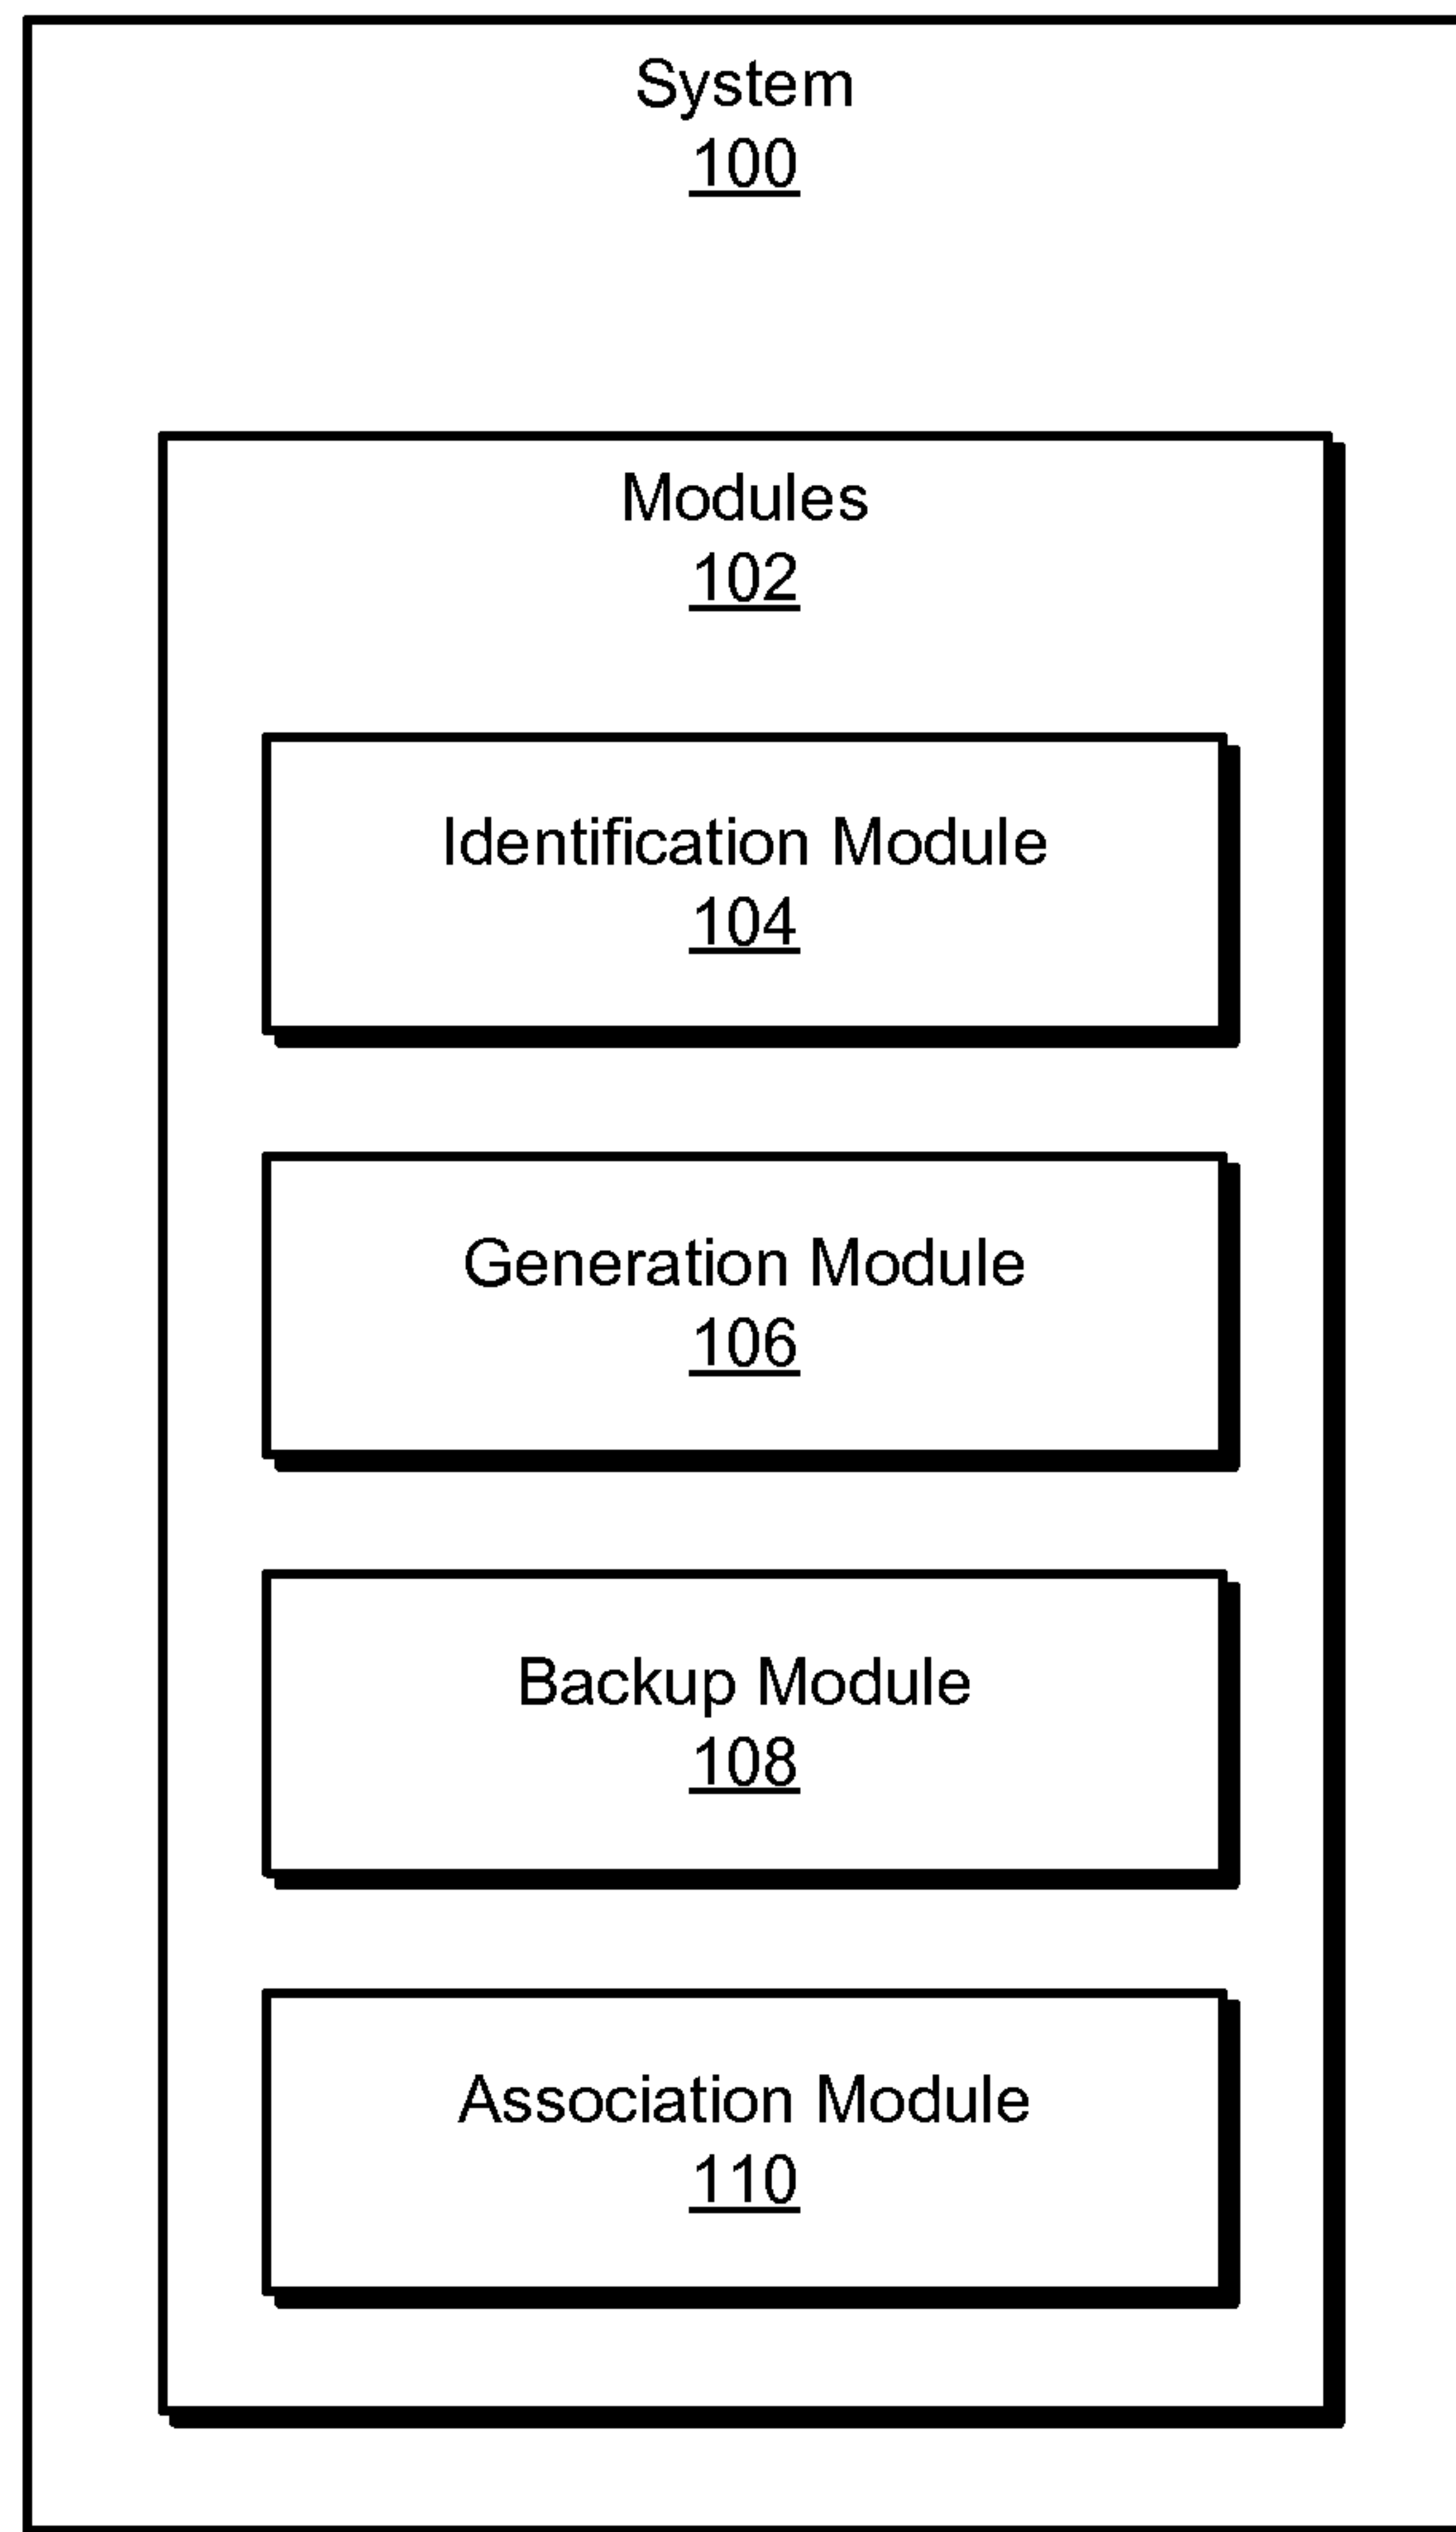 System
100
Modules
102
Identification Module
104
Generation Module
106
Backup Module
108
Association Module
110